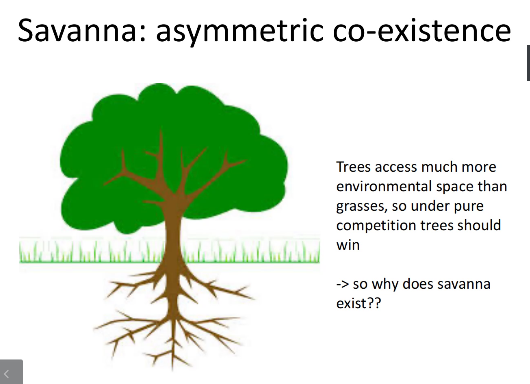 Savanna: asymmetric co-existence
Trees access much more
environmental space than
grasses, so under pure
competition trees should
win
-> so why does savanna
exist??